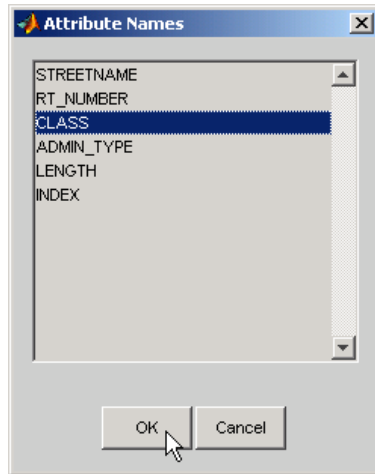 Attribute Names
STREETNAME
RT_NUMBER
CLASS
ADMIN_TYPE
LENGTH
INDEX
OK Cancel